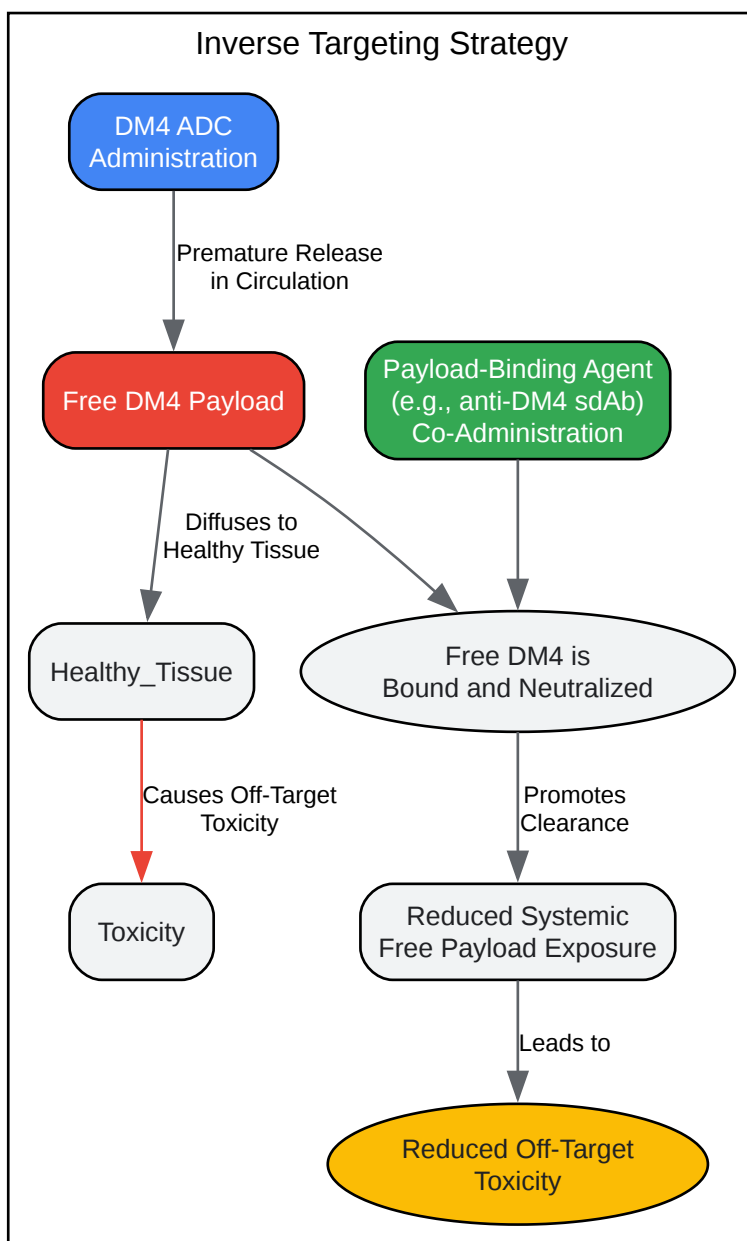 Inverse Targeting Strategy
DM4 ADC
Administration
Premature Release
in Circulation
Free DM4 Payload
Payload-Binding Agent
(e.g., anti-DM4 sdAb)
Co-Administration
Diffuses to
Healthy Tissue
Healthy_Tissue
Free DM4 is
Bound and Neutralized
Causes Off-Target
Toxicity
Promotes
Clearance
Toxicity
Reduced Systemic
Free Payload Exposure
Leads to
Reduced Off-Target
Toxicity